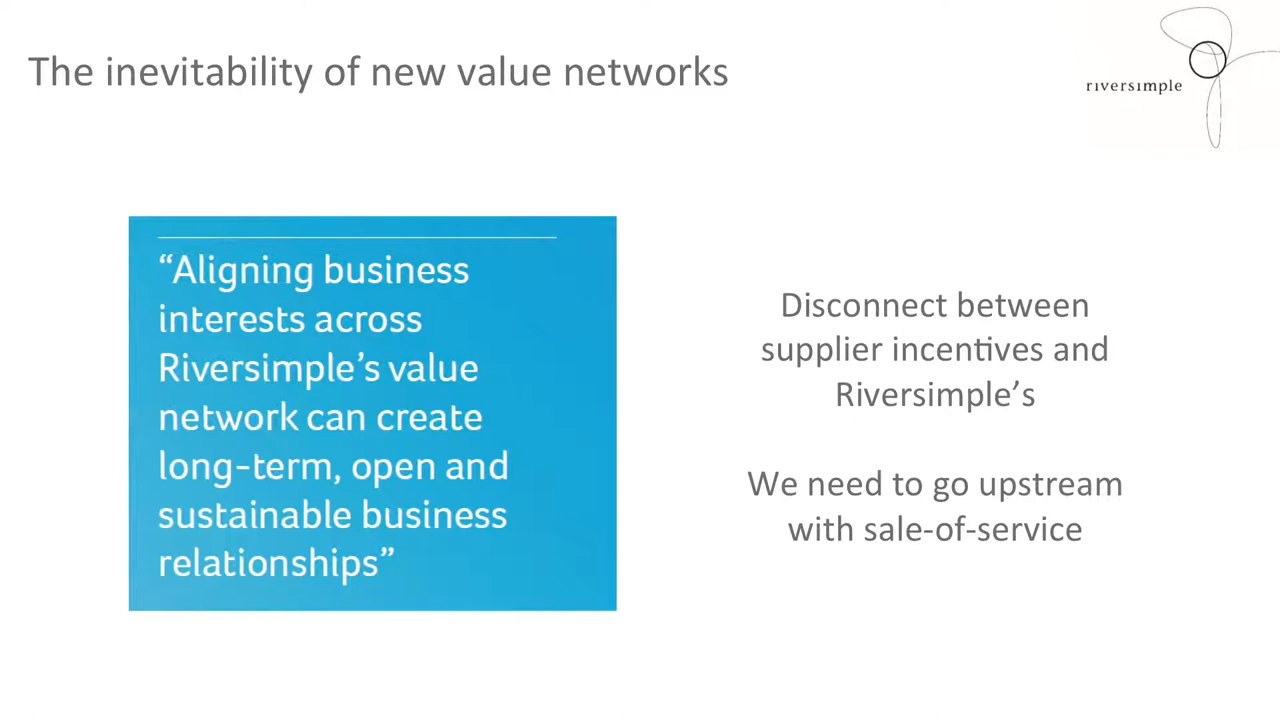 The inevitability of new value networks
riversimple
“Aligning business
interests across
Riversimple’s value
network can create
long-term, open and
sustainable business
relationships”
Disconnect between
supplier incentives and
Riversimple’s
We need to go upstream
with sale-of-service